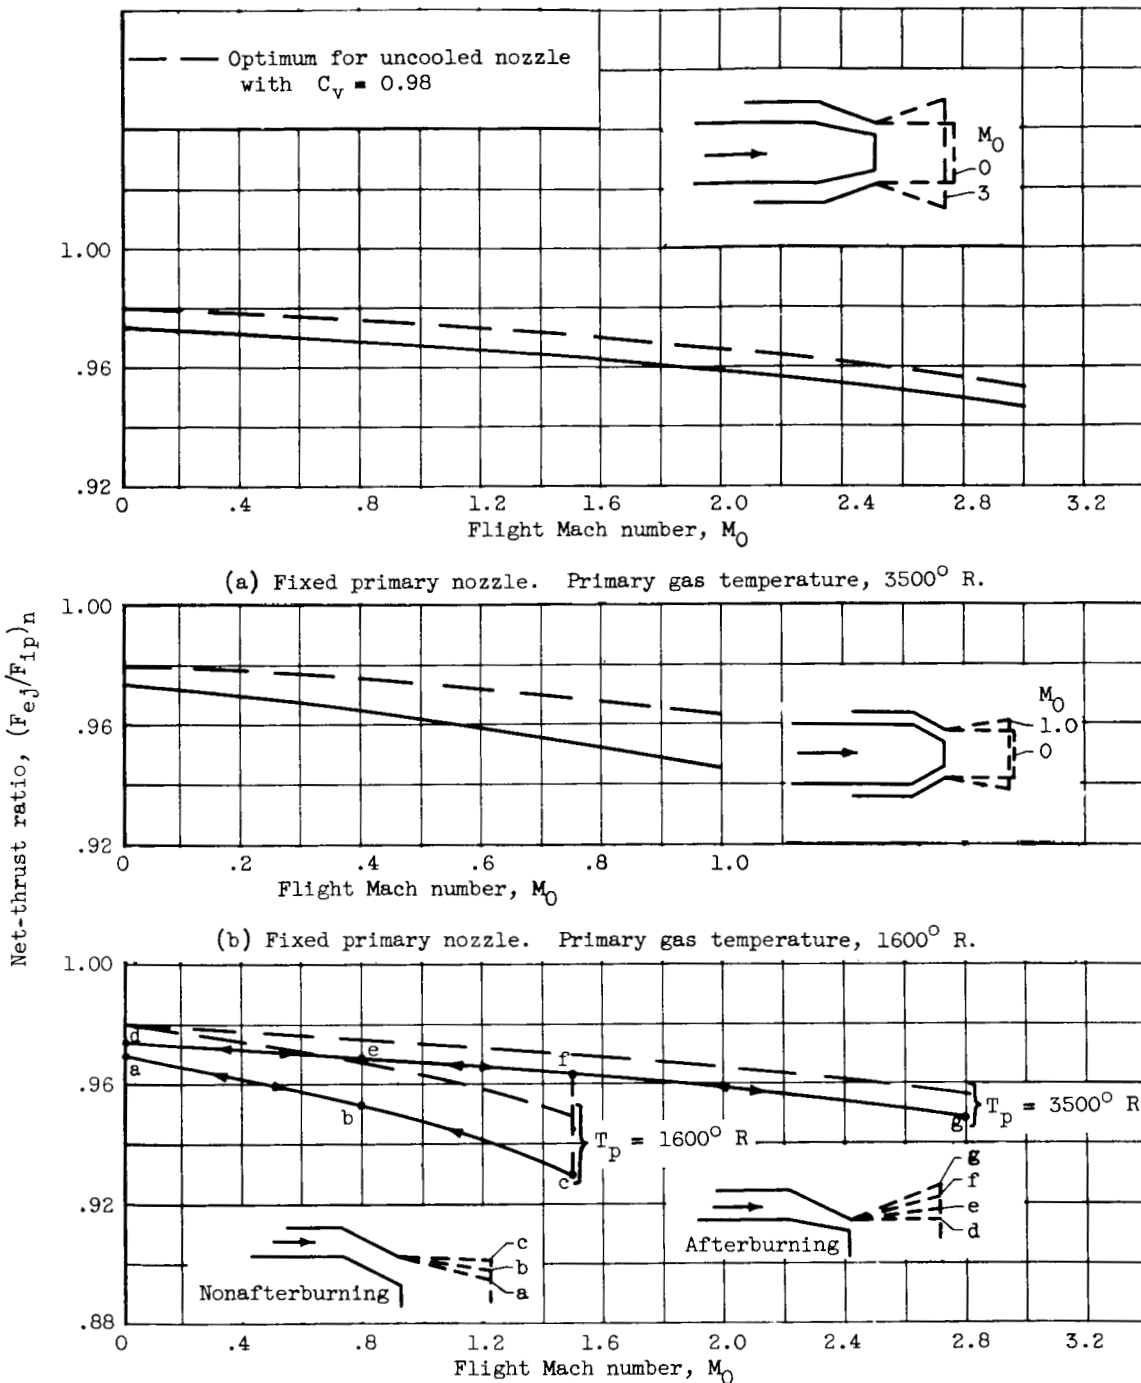 Optimum for uncooled nozzle
with C_v = 0.98
M_O
0
3
1.00
.96
.92
0 .4 .8 1.2 1.6 2.0 2.4 2.8 3.2
Flight Mach number, M_O
(a) Fixed primary nozzle. Primary gas temperature, 3500° R.
Net-thrust ratio, (F_ej/F_ip)_n
1.00
.96
.92
M_O
1.0
0
0 .2 .4 .6 .8 1.0
Flight Mach number, M_O
(b) Fixed primary nozzle. Primary gas temperature, 1600° R.
1.00
.96
.92
.88
d
e
f
a
b
c
g
T_p = 1600° R
T_p = 3500° R
g
f
e
d
Afterburning
c
b
a
Nonafterburning
0 .4 .8 1.2 1.6 2.0 2.4 2.8 3.2
Flight Mach number, M_O